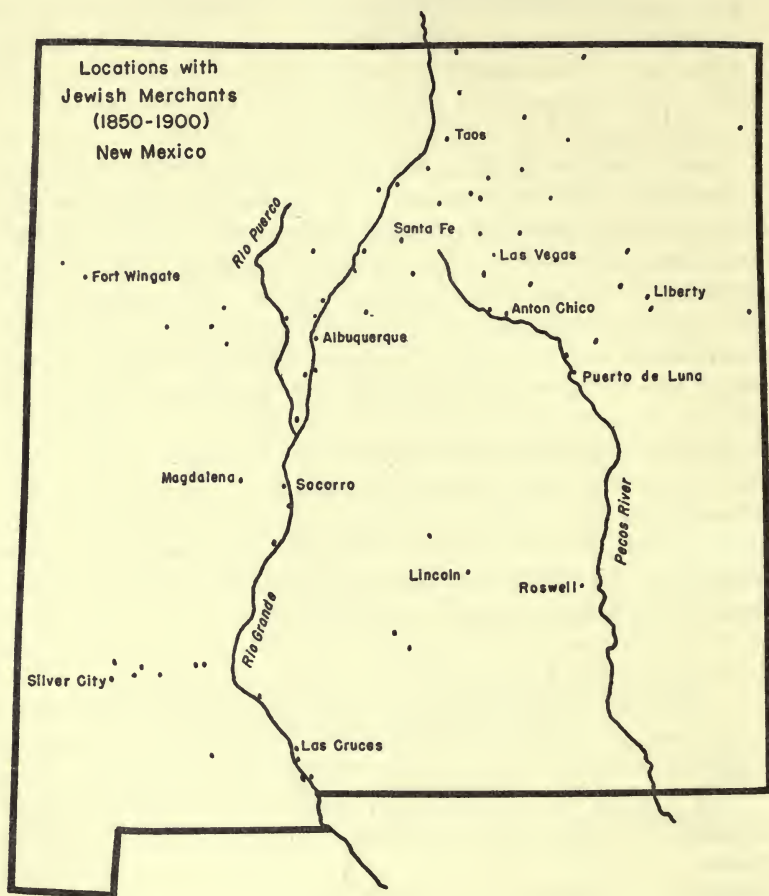 Locations with
Jewish Merchants
(1850-1900)
New Mexico
Taos
Rio Puerco
Santa Fe
Las Vegas
Fort Wingate
Liberty
Anton Chico
Albuquerque
Puerto de Luna
Magdalena
Socorro
Pecos River
Lincoln
Roswell
Rio Grande
Silver City
Las Cruces